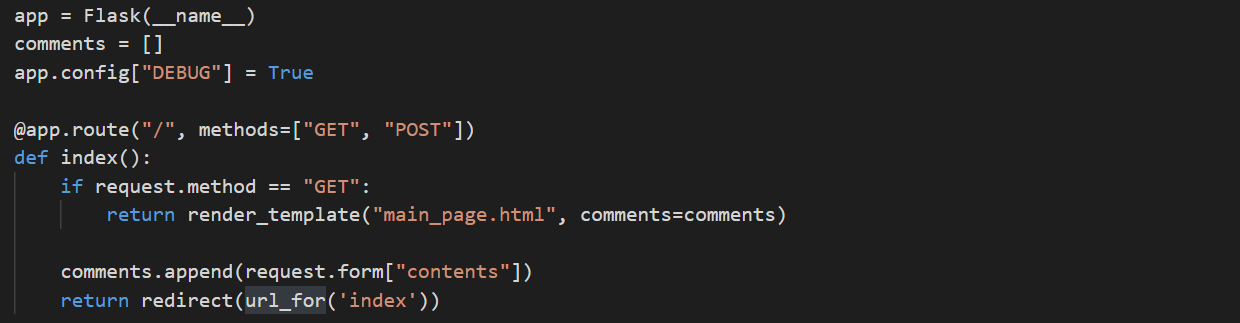 app = Flask(__name__)
comments = []
app.config["DEBUG"] = True
@app.route("/", methods=["GET", "POST"])
def index():
if request.method == "GET":
return render_template("main_page.html", comments=comments)
comments.append(request.form["contents"])
return redirect(url_for('index'))